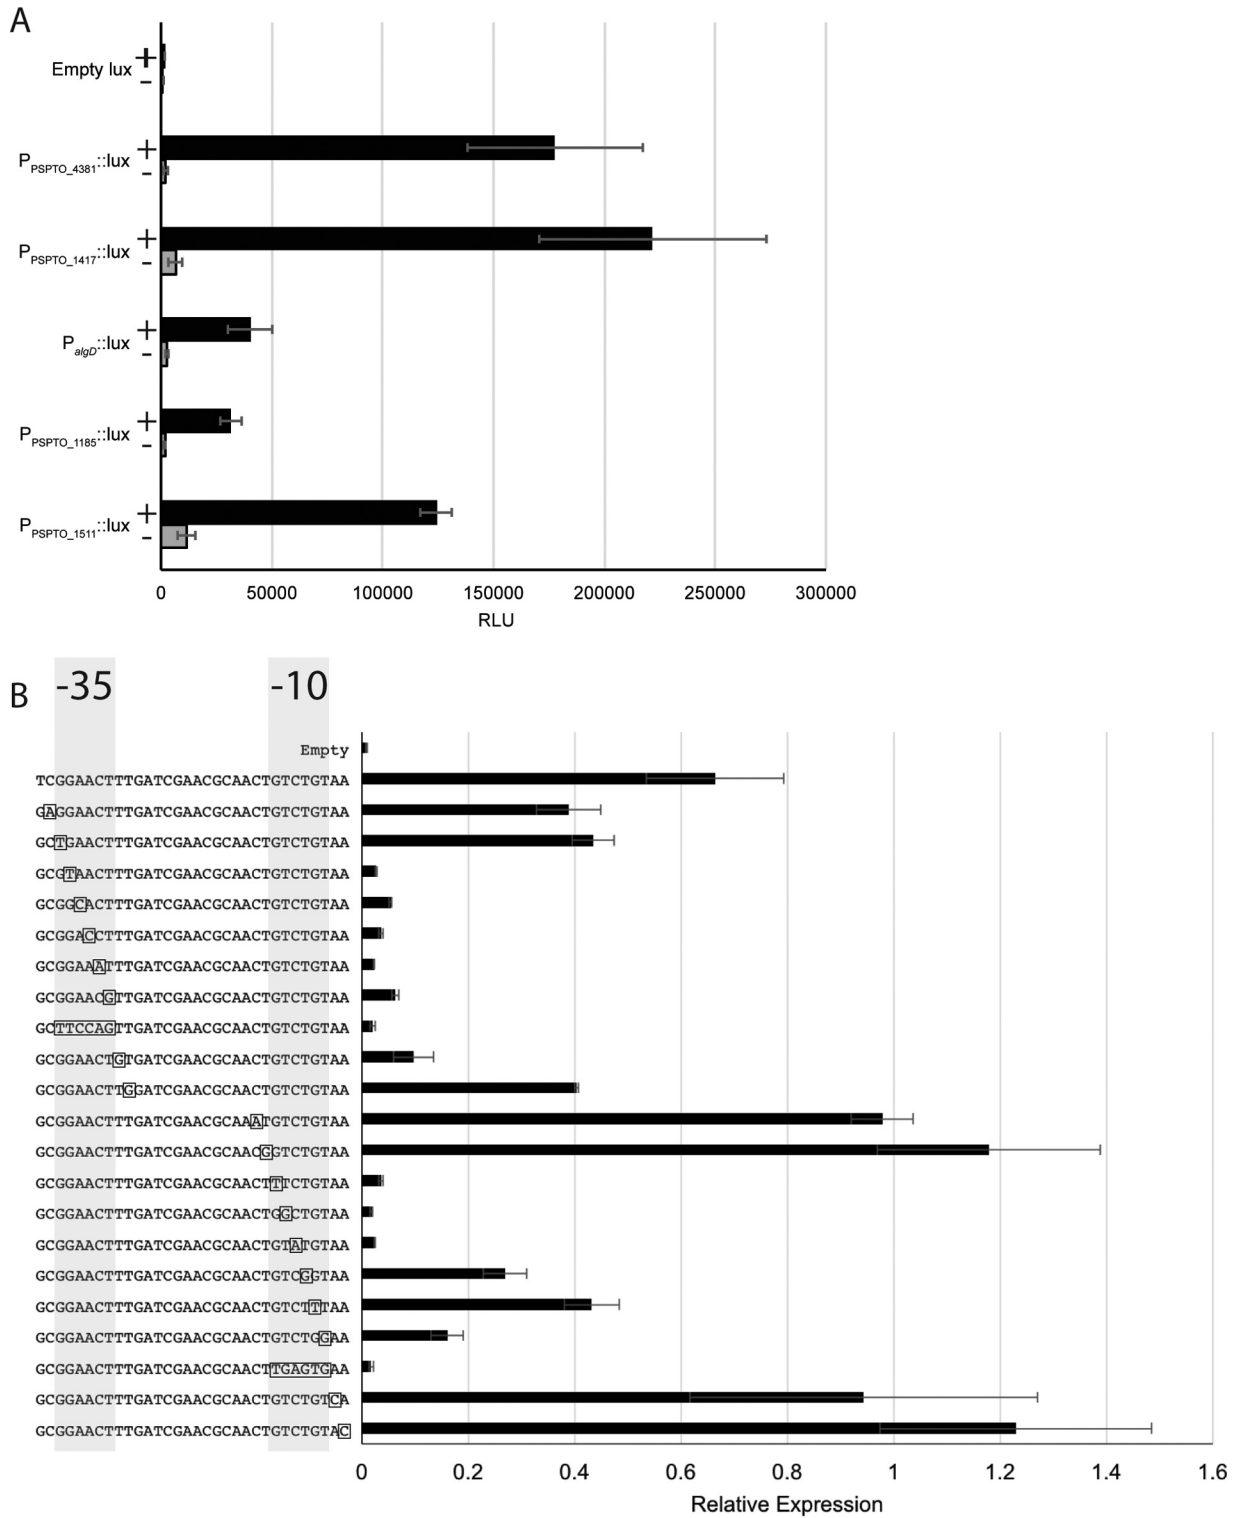 A
Empty lux + -
PPSPTO_4381::lux + -
PPSPTO_1417::lux + -
PalgD::lux + -
PPSPTO_1185::lux + -
PPSPTO_1511::lux + -
0 50000 100000 150000 200000 250000 300000
RLU
B
-35 -10
Empty
TCGGAACTTTGATCGAACGCAACTGTCTGTAA
GAGGAACTTTGATCGAACGCAACTGTCTGTAA
GCTGAACTTTGATCGAACGCAACTGTCTGTAA
GCGTAACTTTGATCGAACGCAACTGTCTGTAA
GCGGCACTTTGATCGAACGCAACTGTCTGTAA
GCGGACCTTTGATCGAACGCAACTGTCTGTAA
GCGGAAATTTGATCGAACGCAACTGTCTGTAA
GCGGAACGTTGATCGAACGCAACTGTCTGTAA
GCTTCCAGTTGATCGAACGCAACTGTCTGTAA
GCGGAACTGTGATCGAACGCAACTGTCTGTAA
GCGGAACTTGGATCGAACGCAACTGTCTGTAA
GCGGAACTTTGATCGAACGCAAATGTCTGTAA
GCGGAACTTTGATCGAACGCAACGGTCTGTAA
GCGGAACTTTGATCGAACGCAACTTTCTGTAA
GCGGAACTTTGATCGAACGCAACTGGCTGTAA
GCGGAACTTTGATCGAACGCAACTGTATGTAA
GCGGAACTTTGATCGAACGCAACTGTCGGTAA
GCGGAACTTTGATCGAACGCAACTGTCTTTAA
GCGGAACTTTGATCGAACGCAACTGTCTGGAA
GCGGAACTTTGATCGAACGCAACTTGAGTGAA
GCGGAACTTTGATCGAACGCAACTGTCTGTCA
GCGGAACTTTGATCGAACGCAACTGTCTGTAC
0 0.2 0.4 0.6 0.8 1 1.2 1.4 1.6
Relative Expression